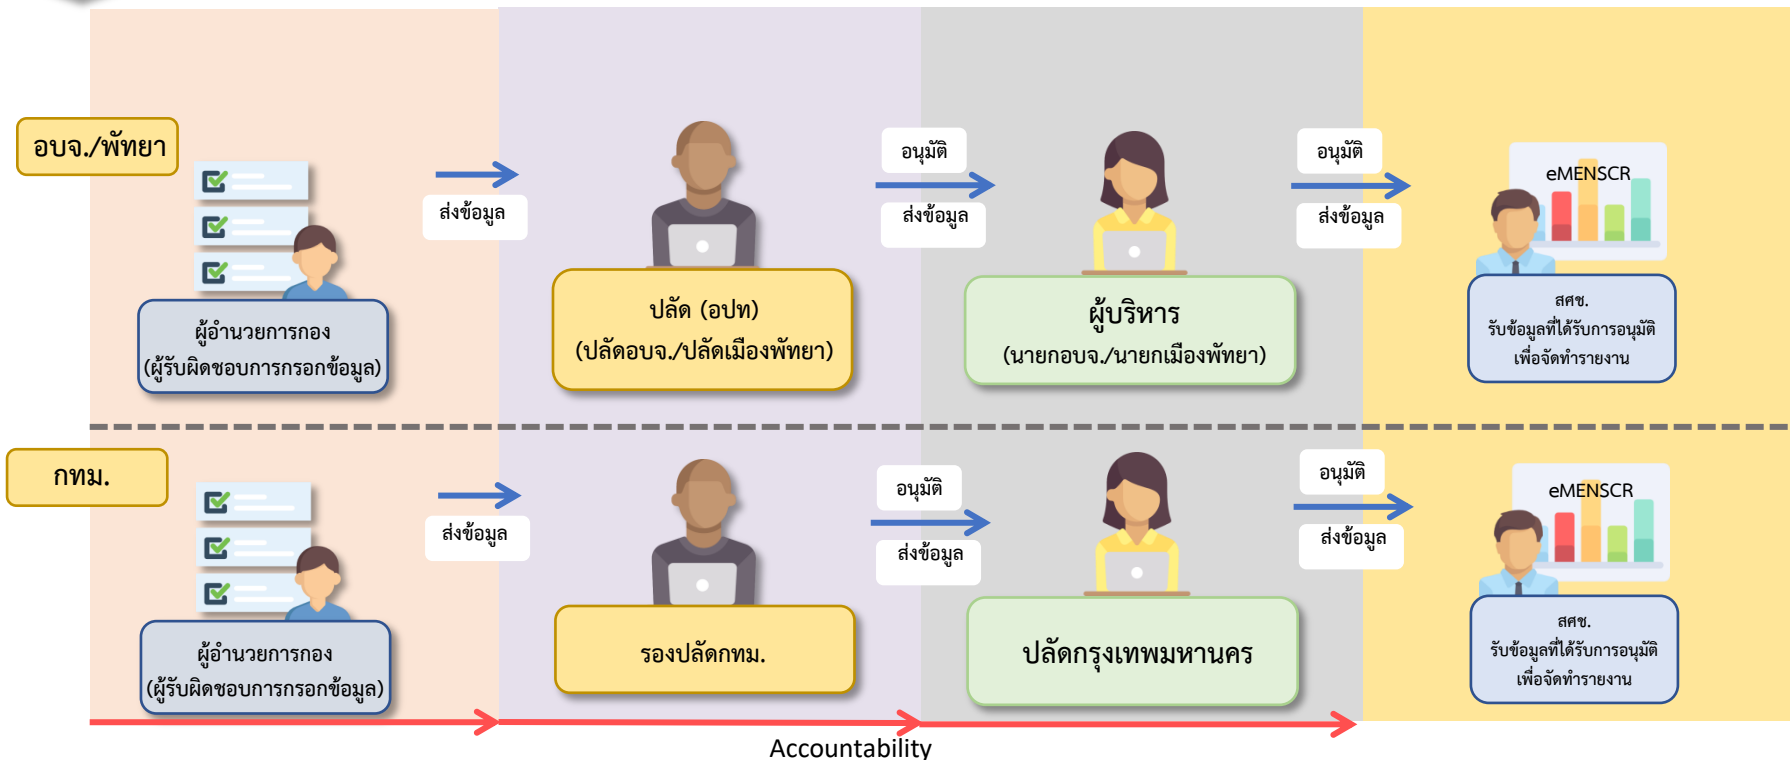 อบจ./พัทยา
ส่งข้อมูล
อนุมัติ
ส่งข้อมูล
อนุมัติ
ส่งข้อมูล
eMENSCR
ผู้อำนวยการกอง
(ผู้รับผิดชอบการกรอกข้อมูล)
ปลัด (อปท)
(ปลัดอบจ./ปลัดเมืองพัทยา)
ผู้บริหาร
(นายกอบจ./นายกเมืองพัทยา)
สศช.
รับข้อมูลที่ได้รับการอนุมัติ
เพื่อจัดทำรายงาน
กทม.
ส่งข้อมูล
อนุมัติ
ส่งข้อมูล
อนุมัติ
ส่งข้อมูล
eMENSCR
ผู้อำนวยการกอง
(ผู้รับผิดชอบการกรอกข้อมูล)
รองปลัดกทม.
ปลัดกรุงเทพมหานคร
สศช.
รับข้อมูลที่ได้รับการอนุมัติ
เพื่อจัดทำรายงาน
Accountability